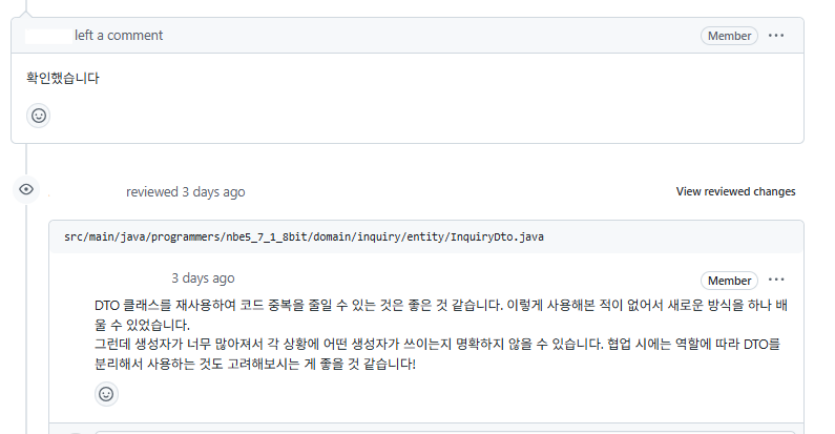 left a comment
Member
확인했습니다
reviewed 3 days ago
View reviewed changes
src/main/java/programmers/nbe5_7_1_8bit/domain/inquiry/entity/InquiryDto.java
3 days ago
Member
DTO 클래스를 재사용하여 코드 중복을 줄일 수 있는 것은 좋은 것 같습니다. 이렇게 사용해본 적이 없어서 새로운 방식을 하나 배
울 수 있었습니다.
그런데 생성자가 너무 많아져서 각 상황에 어떤 생성자가 쓰이는지 명확하지 않을 수 있습니다. 협업 시에는 역할에 따라 DTO를
분리해서 사용하는 것도 고려해보시는 게 좋을 것 같습니다!